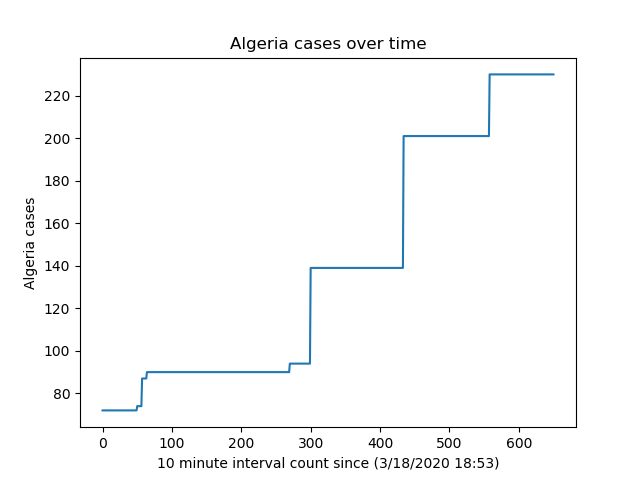 Algeria cases over time
Algeria cases
220
200
180
160
140
120
100
80
0 100 200 300 400 500 600
10 minute interval count since (3/18/2020 18:53)